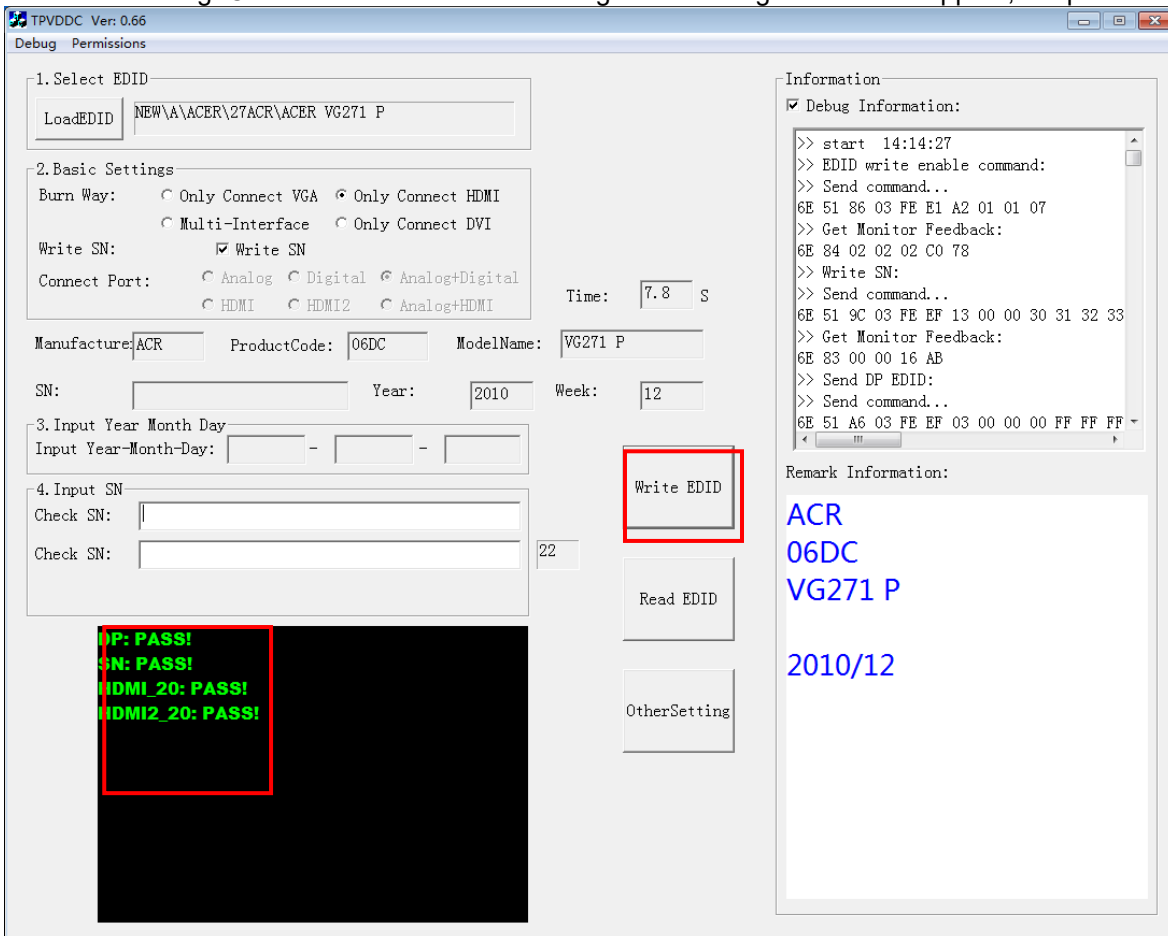 TPVDDC Ver: 0.66
Debug Permissions
1.Select EDID
LoadEDID NEW\A\ACER\27ACR\ACER VG271 P
2.Basic Settings
Burn Way: Only Connect VGA Only Connect HDMI
Multi-Interface Only Connect DVI
Write SN: Write SN
Connect Port: Analog Digital Analog+Digital
HDMI HDMI2 Analog+HDMI
Time: 7.8 S
Manufacture: ACR ProductCode: 06DC ModelName: VG271 P
SN: Year: 2010 Week: 12
3.Input Year Month Day
Input Year-Month-Day: - -
4.Input SN
Check SN:
Check SN: 22
Write EDID
Read EDID
OtherSetting
DP: PASS!
SN: PASS!
HDMI_20: PASS!
HDMI2_20: PASS!
Information
Debug Information:
>> start 14:14:27
>> EDID write enable command:
>> Send command...
6E 51 86 03 FE E1 A2 01 01 07
>> Get Monitor Feedback:
6E 84 02 02 02 C0 78
>> Write SN:
>> Send command...
6E 51 9C 03 FE EF 13 00 00 30 31 32 33
>> Get Monitor Feedback:
6E 83 00 00 16 AB
>> Send DP EDID:
>> Send command...
6E 51 A6 03 FE EF 03 00 00 00 FF FF FF
Remark Information:
ACR
06DC
VG271 P
2010/12